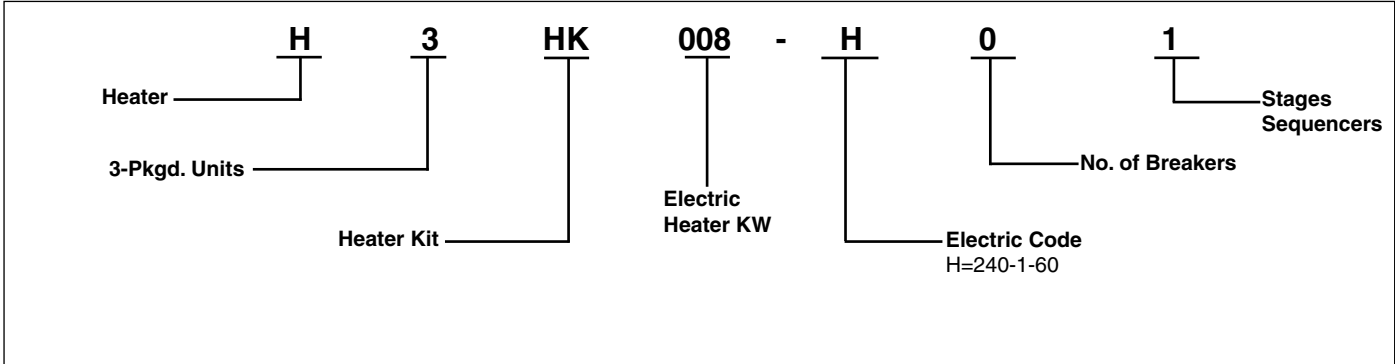 H 3 HK 008 - H 0 1
Heater
Stages
Sequencers
3-Pkgd. Units
No. of Breakers
Electric
Heater KW
Heater Kit
Electric Code
H=240-1-60